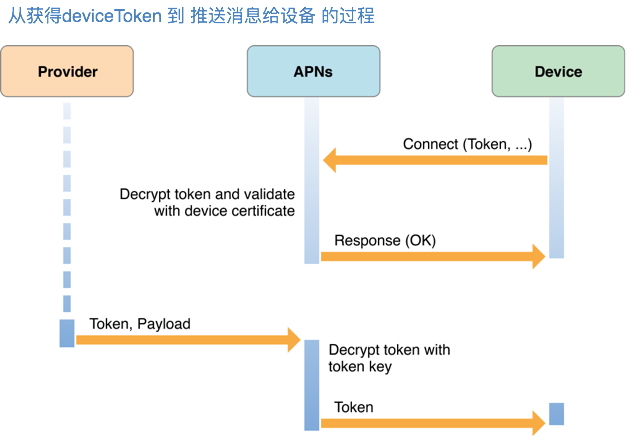 从获得deviceToken 到 推送消息给设备 的过程
Provider
APNs
Device
Connect (Token, ...)
Decrypt token and validate
with device certificate
Response (OK)
Token, Payload
Decrypt token with
token key
Token